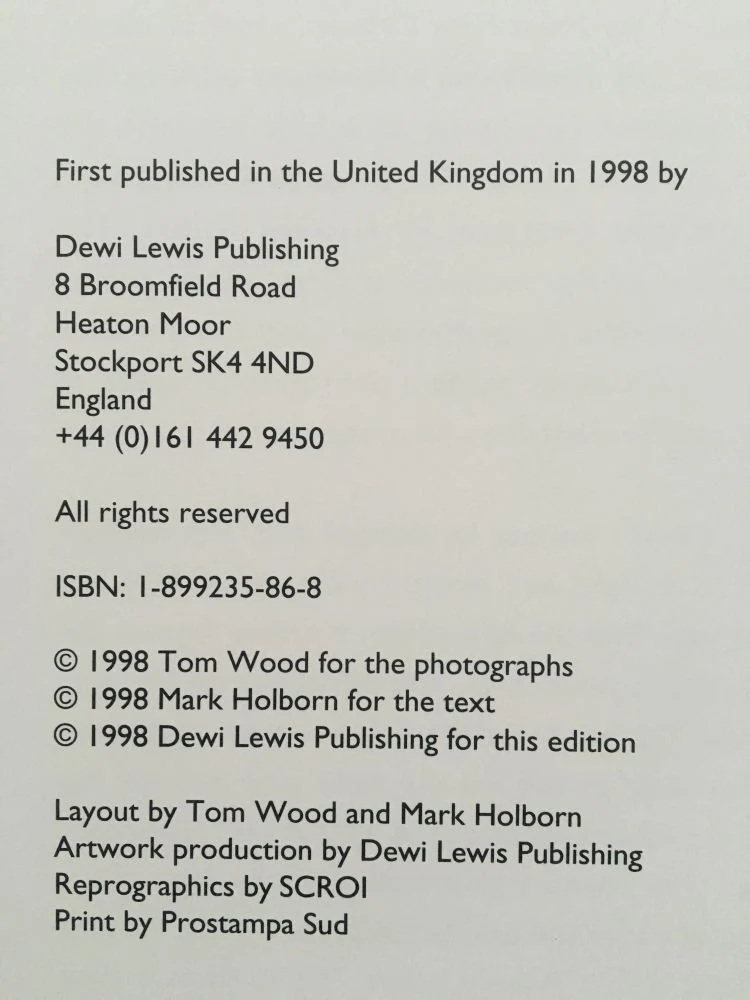 First published in the United Kingdom in 1998 by
Dewi Lewis Publishing
8 Broomfield Road
Heaton Moor
Stockport SK4 4ND
England
+44 (0)161 442 9450
All rights reserved
ISBN: 1-899235-86-8
© 1998 Tom Wood for the photographs
© 1998 Mark Holborn for the text
© 1998 Dewi Lewis Publishing for this edition
Layout by Tom Wood and Mark Holborn
Artwork production by Dewi Lewis Publishing
Reprographics by SCROI
Print by Prostampa Sud